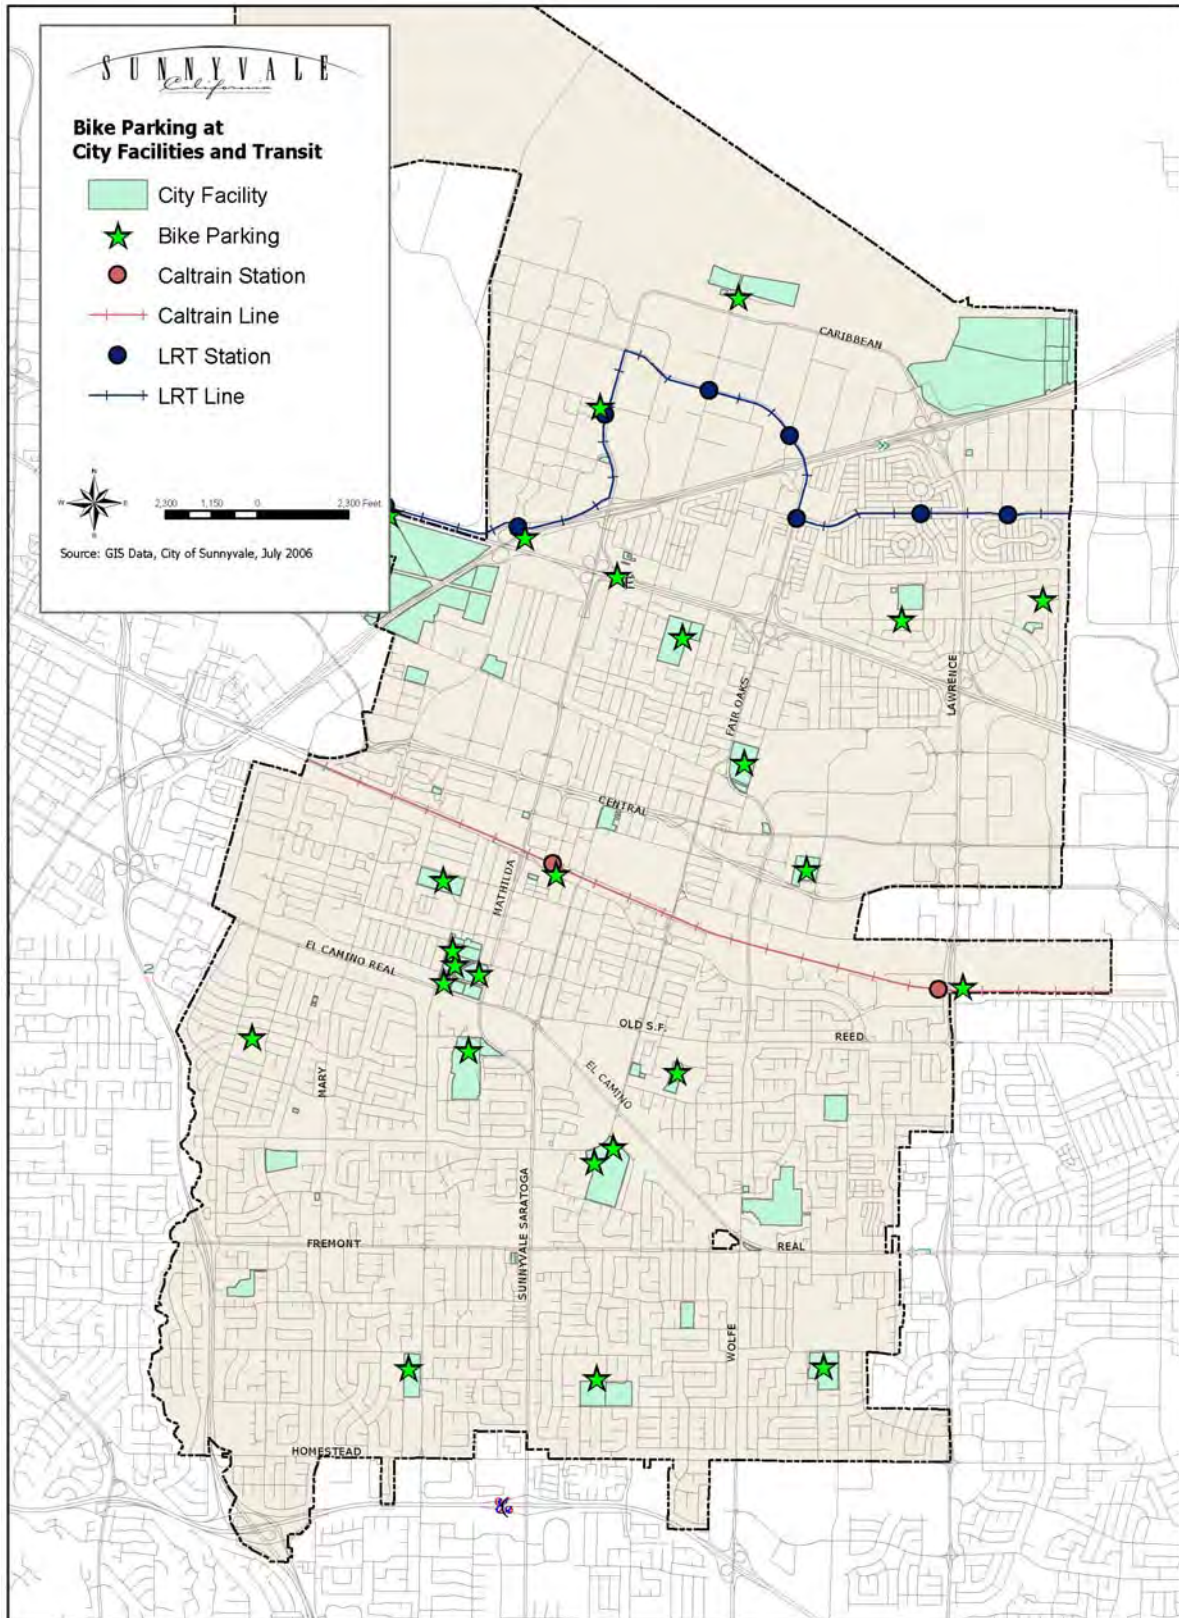 SUNNYVALE
California
Bike Parking at
City Facilities and Transit
City Facility
Bike Parking
Caltrain Station
Caltrain Line
LRT Station
LRT Line
N
W E
S
2,300 1,150 0 2,300 Feet
Source: GIS Data, City of Sunnyvale, July 2006
CARIBBEAN
LAWRENCE
FAIR OAKS
CENTRAL
MATHILDA
EL CAMINO REAL
OLD S.F.
REED
EL CAMINO
MARY
SUNNYVALE SARATOGA
FREMONT
REAL
WOLFE
HOMESTEAD